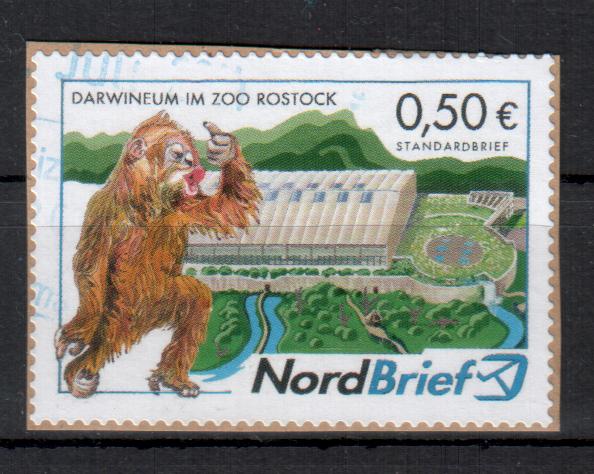 DARWINEUM IM ZOO ROSTOCK
0,50 €
STANDARDBRIEF
NordBrief